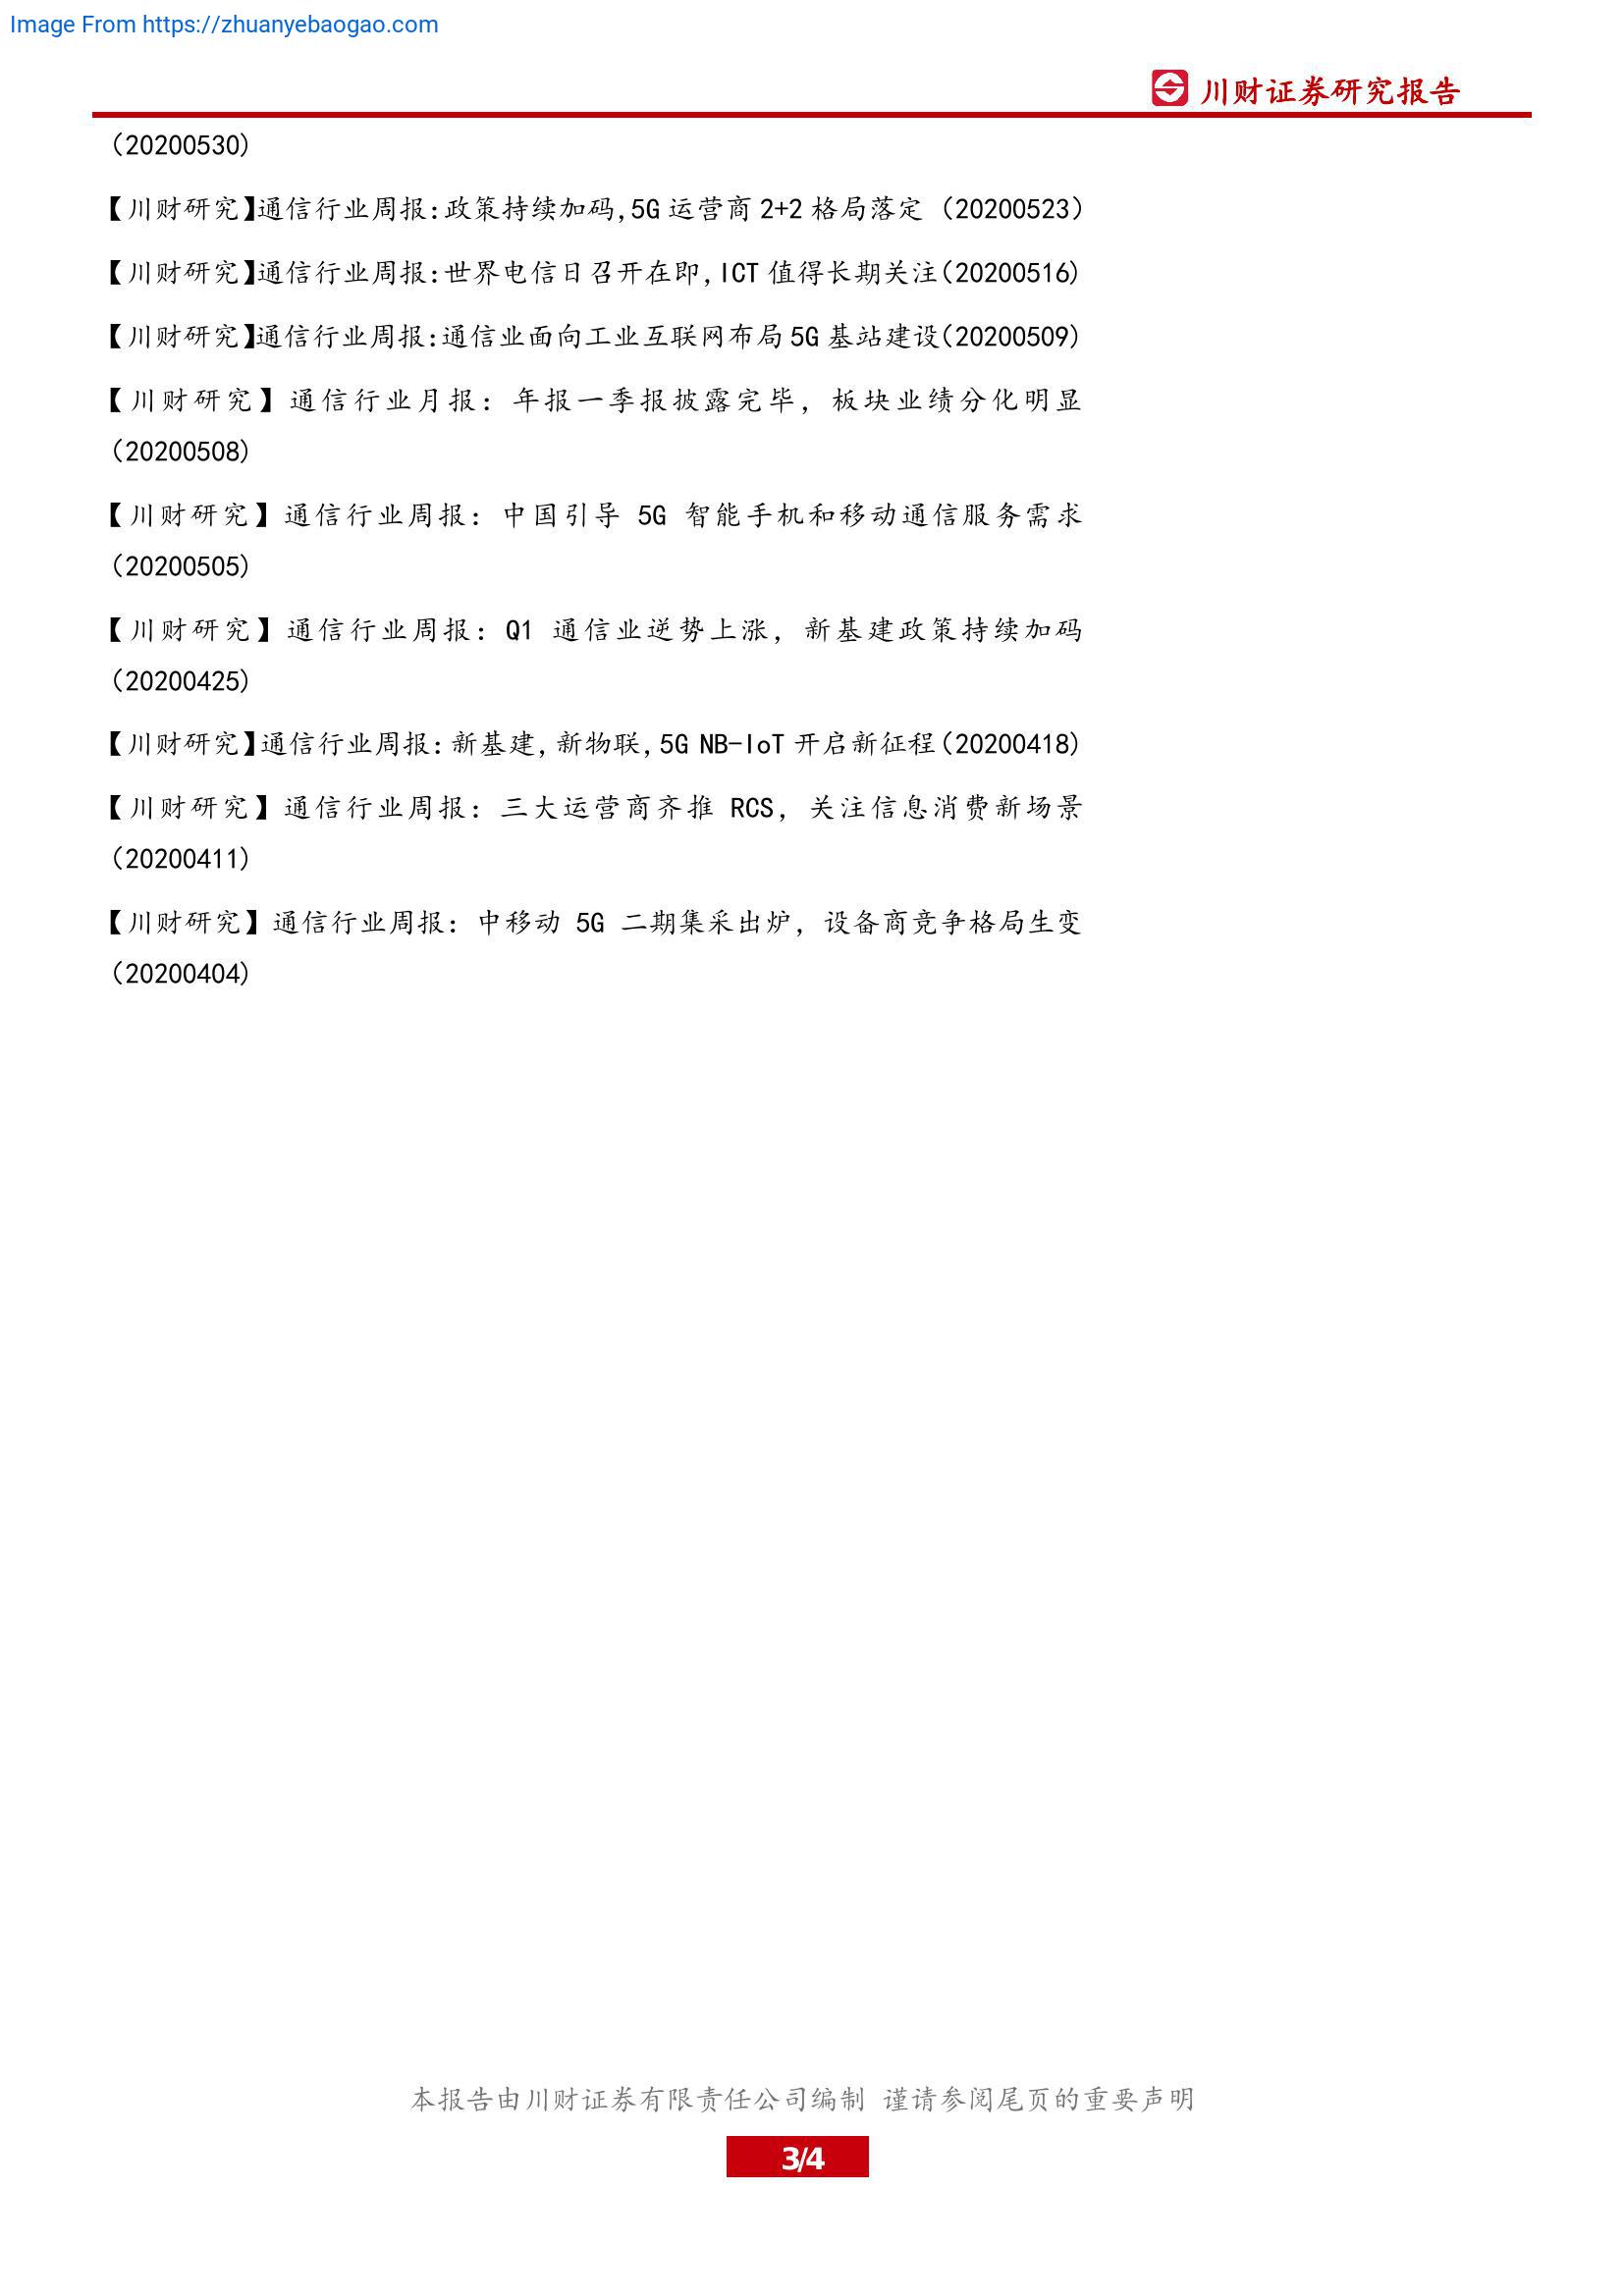 Image From https://zhuanyebaogao.com
川财证券研究报告
（20200530）
【川财研究】通信行业周报：政策持续加码，5G 运营商 2+2 格局落定（20200523）
【川财研究】通信行业周报：世界电信日召开在即，ICT 值得长期关注（20200516）
【川财研究】通信行业周报：通信业面向工业互联网布局 5G 基站建设（20200509）
【川财研究】通信行业月报：年报一季报披露完毕，板块业绩分化明显
（20200508）
【川财研究】通信行业周报：中国引导 5G 智能手机和移动通信服务需求
（20200505）
【川财研究】通信行业周报：Q1 通信业逆势上涨，新基建政策持续加码
（20200425）
【川财研究】通信行业周报：新基建，新物联，5G NB-IoT 开启新征程（20200418）
【川财研究】通信行业周报：三大运营商齐推 RCS，关注信息消费新场景
（20200411）
【川财研究】通信行业周报：中移动 5G 二期集采出炉，设备商竞争格局生变
（20200404）
本报告由川财证券有限责任公司编制 谨请参阅尾页的重要声明
3/4